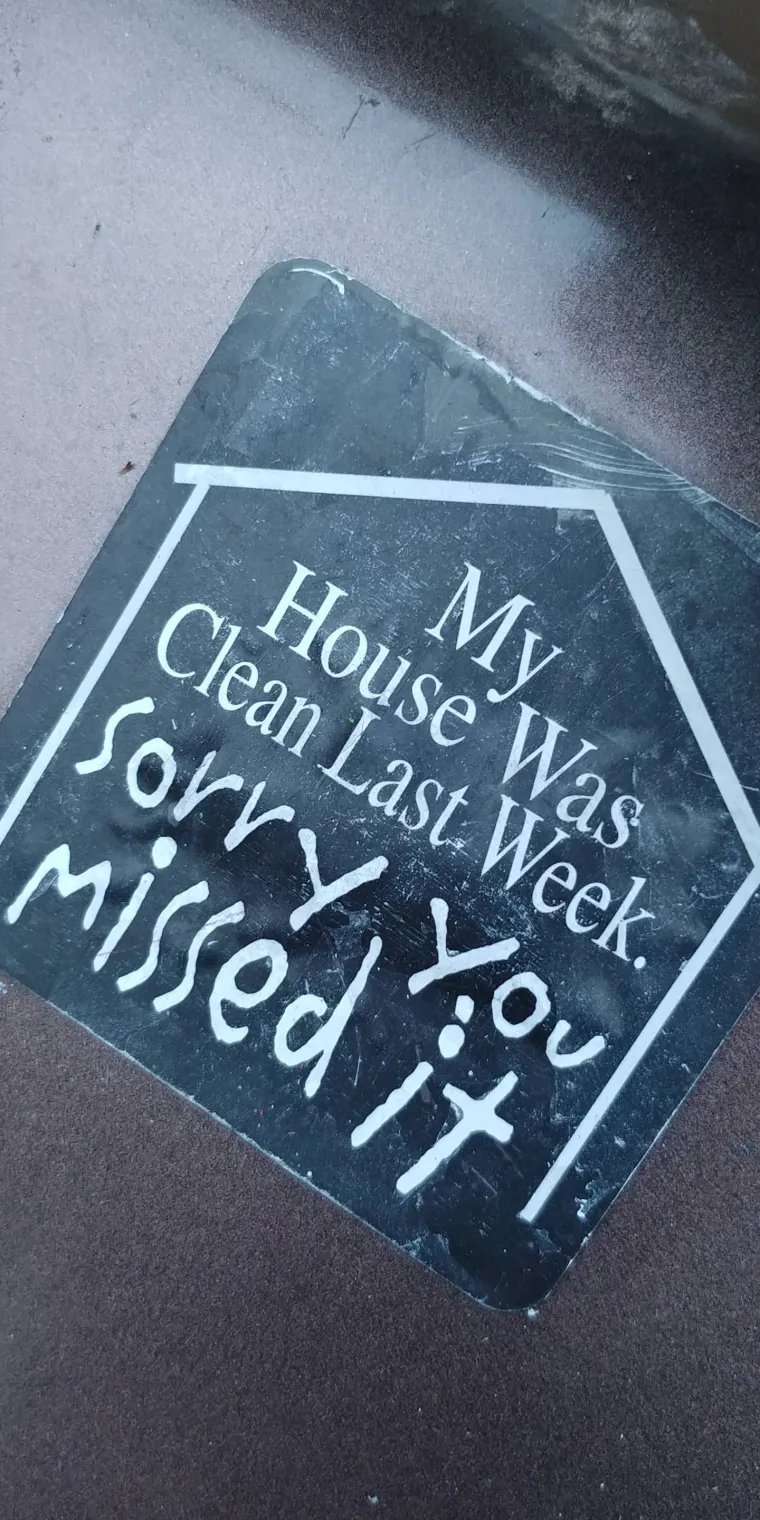 My
House Was
Clean Last Week.
sorry you
missed it